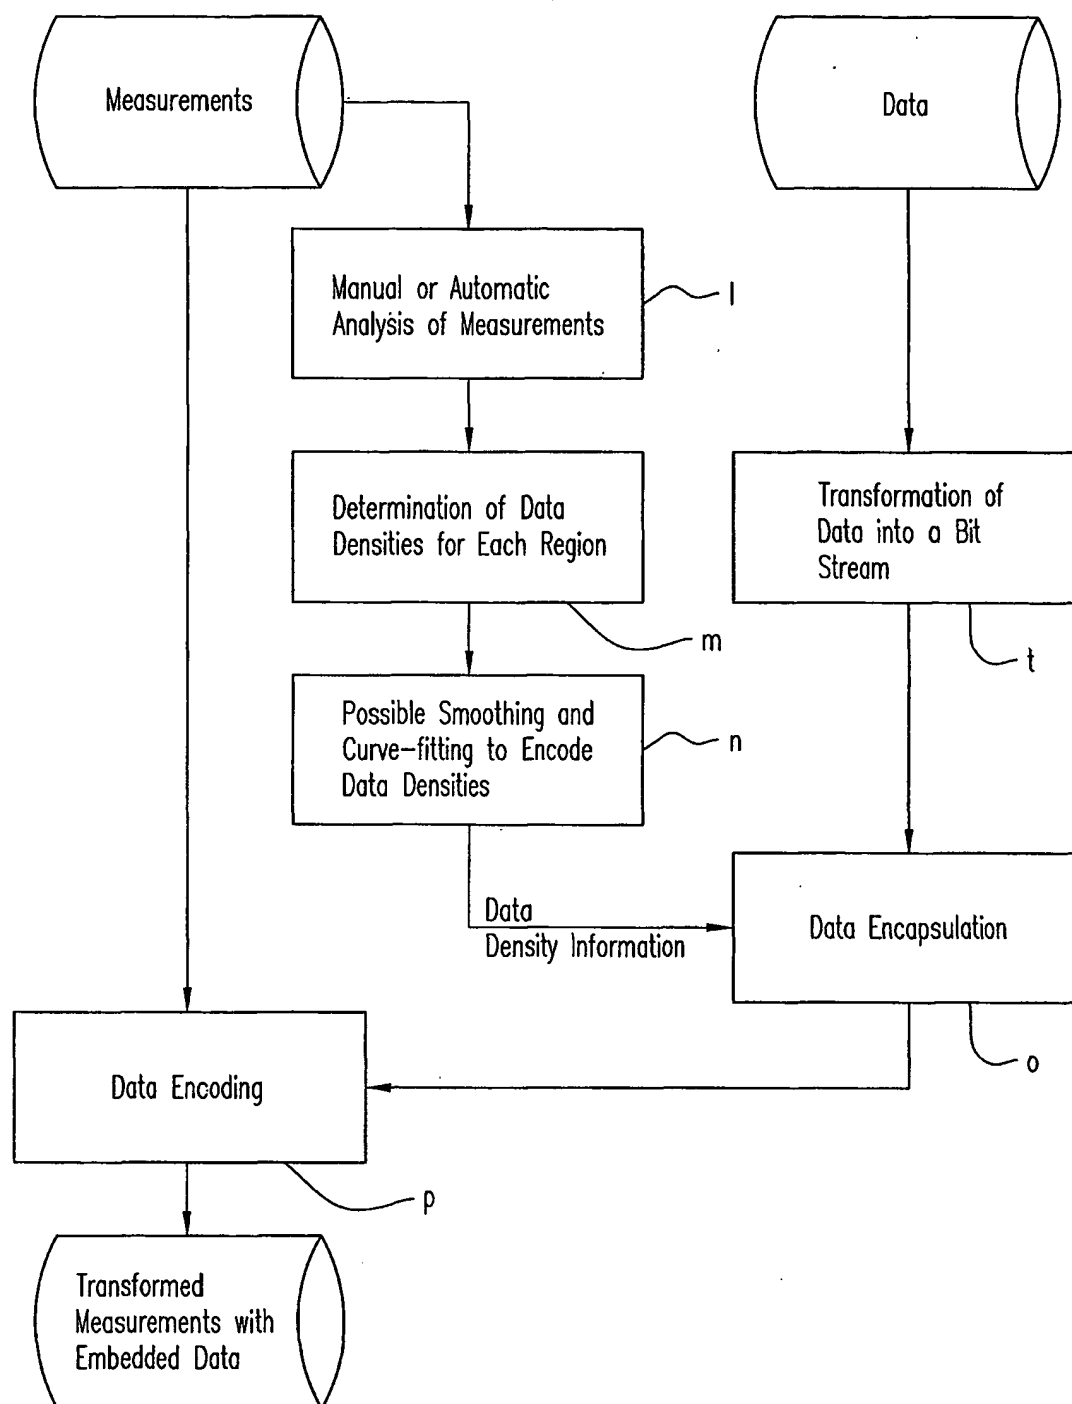 Measurements
Data
Manual or Automatic
Analysis of Measurements
l
Determination of Data
Densities for Each Region
m
Transformation of
Data into a Bit
Stream
t
Possible Smoothing and
Curve-fitting to Encode
Data Densities
n
Data
Density Information
Data Encapsulation
o
Data Encoding
p
Transformed
Measurements with
Embedded Data